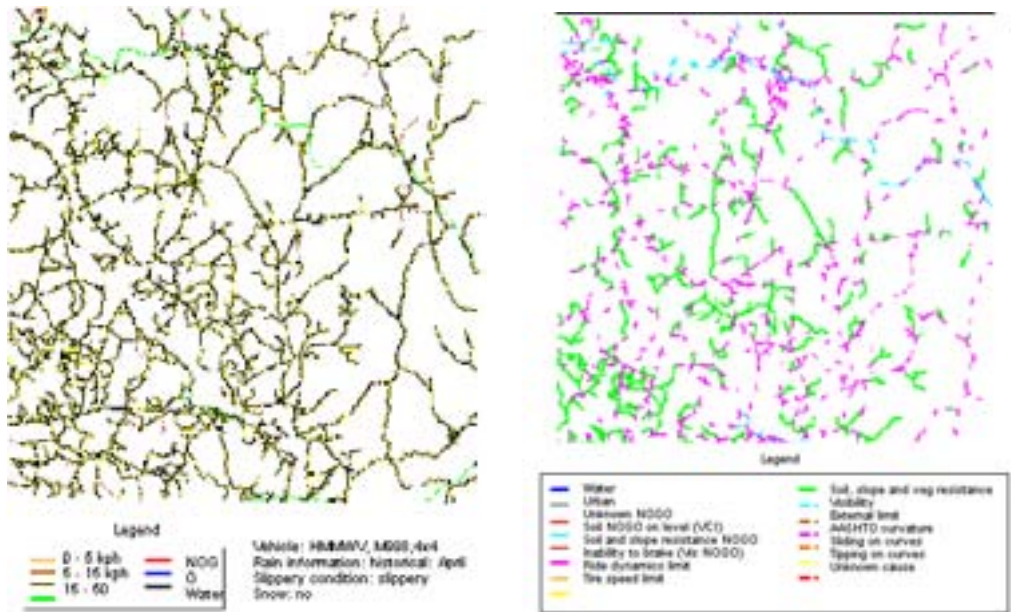 Legend
0 - 5 kph
5 - 15 kph
15 - 50
NOG
O
Water
Vehicle: HMMWV, M998,4x4
Rain information: historical: April
Slippery condition: slippery
Snow: no
Legend
Water
Urban
Unknown NOGO
Soil NOGO on level (VCI)
Soil and slope resistance NOGO
Inability to brake (Vis NOGO)
Ride dynamics limit
Tire speed limit
Soil, slope and veg resistance
Visibility
External limit
AASHTO curvature
Sliding on curves
Tipping on curves
Unknown cause